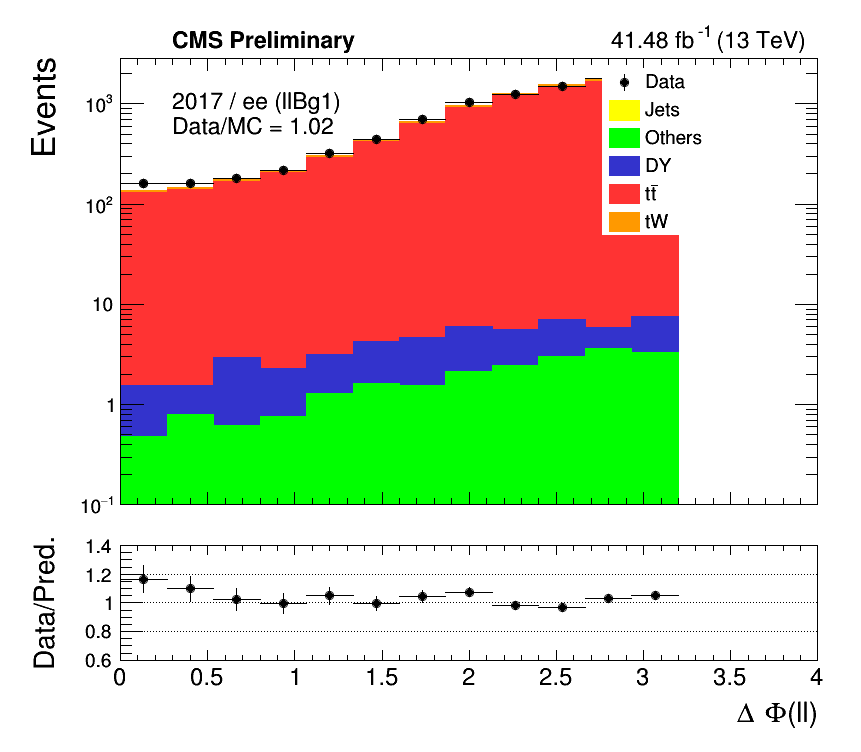 CMS Preliminary 41.48 fb⁻¹ (13 TeV)
Events
2017 / ee (llBg1)
Data/MC = 1.02
Data
Jets
Others
DY
tt̄
tW
10³
10²
10
1
10⁻¹
Data/Pred.
1.4
1.2
1
0.8
0.6
0 0.5 1 1.5 2 2.5 3 3.5 4
Δ Φ(ll)